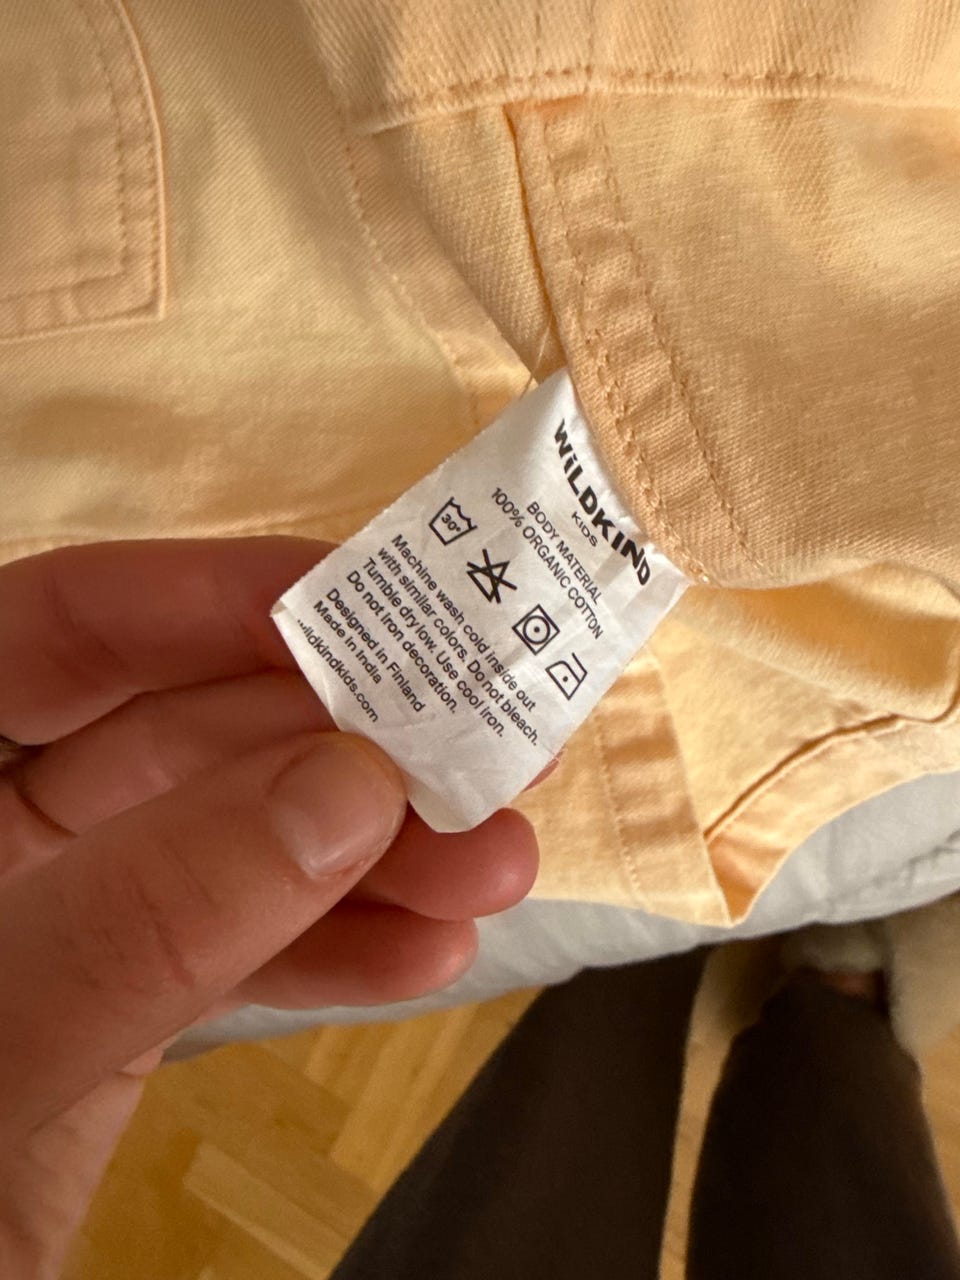 WiLDKIND
KIDS
BODY MATERIAL
100% ORGANIC COTTON
30°
Machine wash cold inside out
with similar colors. Do not bleach.
Tumble dry low. Use cool iron.
Do not iron decoration.
Designed in Finland
Made in India
wildkindkids.com